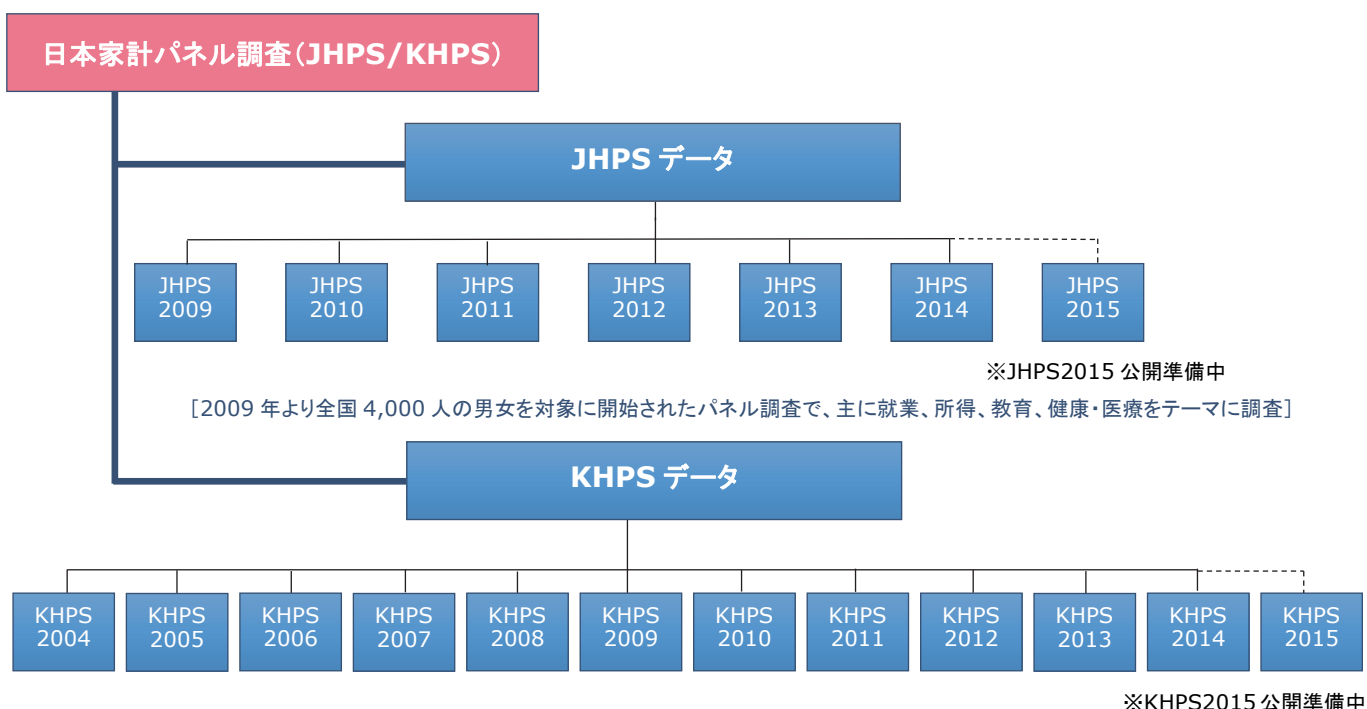 日本家計パネル調査(JHPS/KHPS)
JHPS データ
JHPS
2009
JHPS
2010
JHPS
2011
JHPS
2012
JHPS
2013
JHPS
2014
JHPS
2015
※JHPS2015 公開準備中
[2009 年より全国 4,000 人の男女を対象に開始されたパネル調査で、主に就業、所得、教育、健康・医療をテーマに調査]
KHPS データ
KHPS
2004
KHPS
2005
KHPS
2006
KHPS
2007
KHPS
2008
KHPS
2009
KHPS
2010
KHPS
2011
KHPS
2012
KHPS
2013
KHPS
2014
KHPS
2015
※KHPS2015 公開準備中